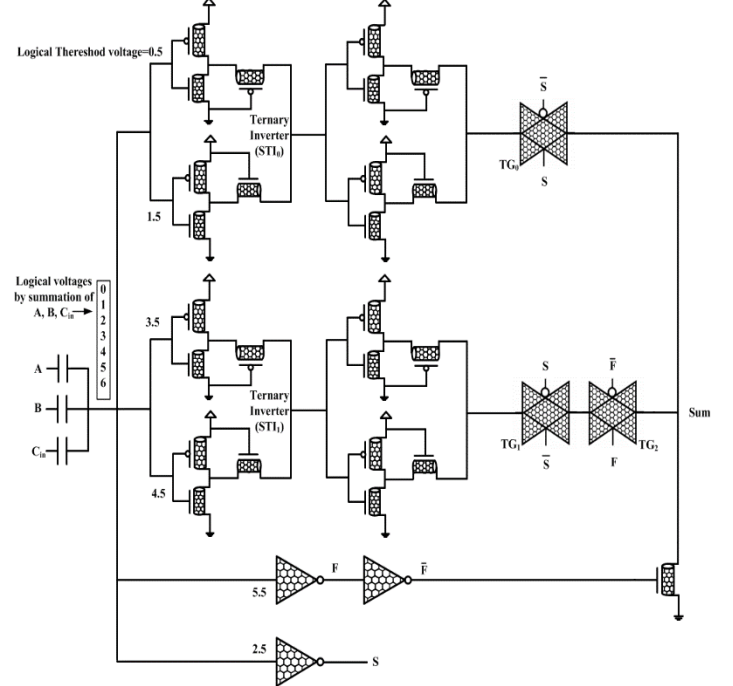 Logical Thereshod voltage=0.5
Ternary
Inverter
(STI₀)
1.5
S̅
TG₀
S
Logical voltages
by summation of
A, B, Cᵢₙ
0
1
2
3
4
5
6
3.5
A
B
Cᵢₙ
Ternary
Inverter
(STI₁)
4.5
S
F̅
TG₁
S̅
F
TG₂
Sum
F
F̅
5.5
2.5
S